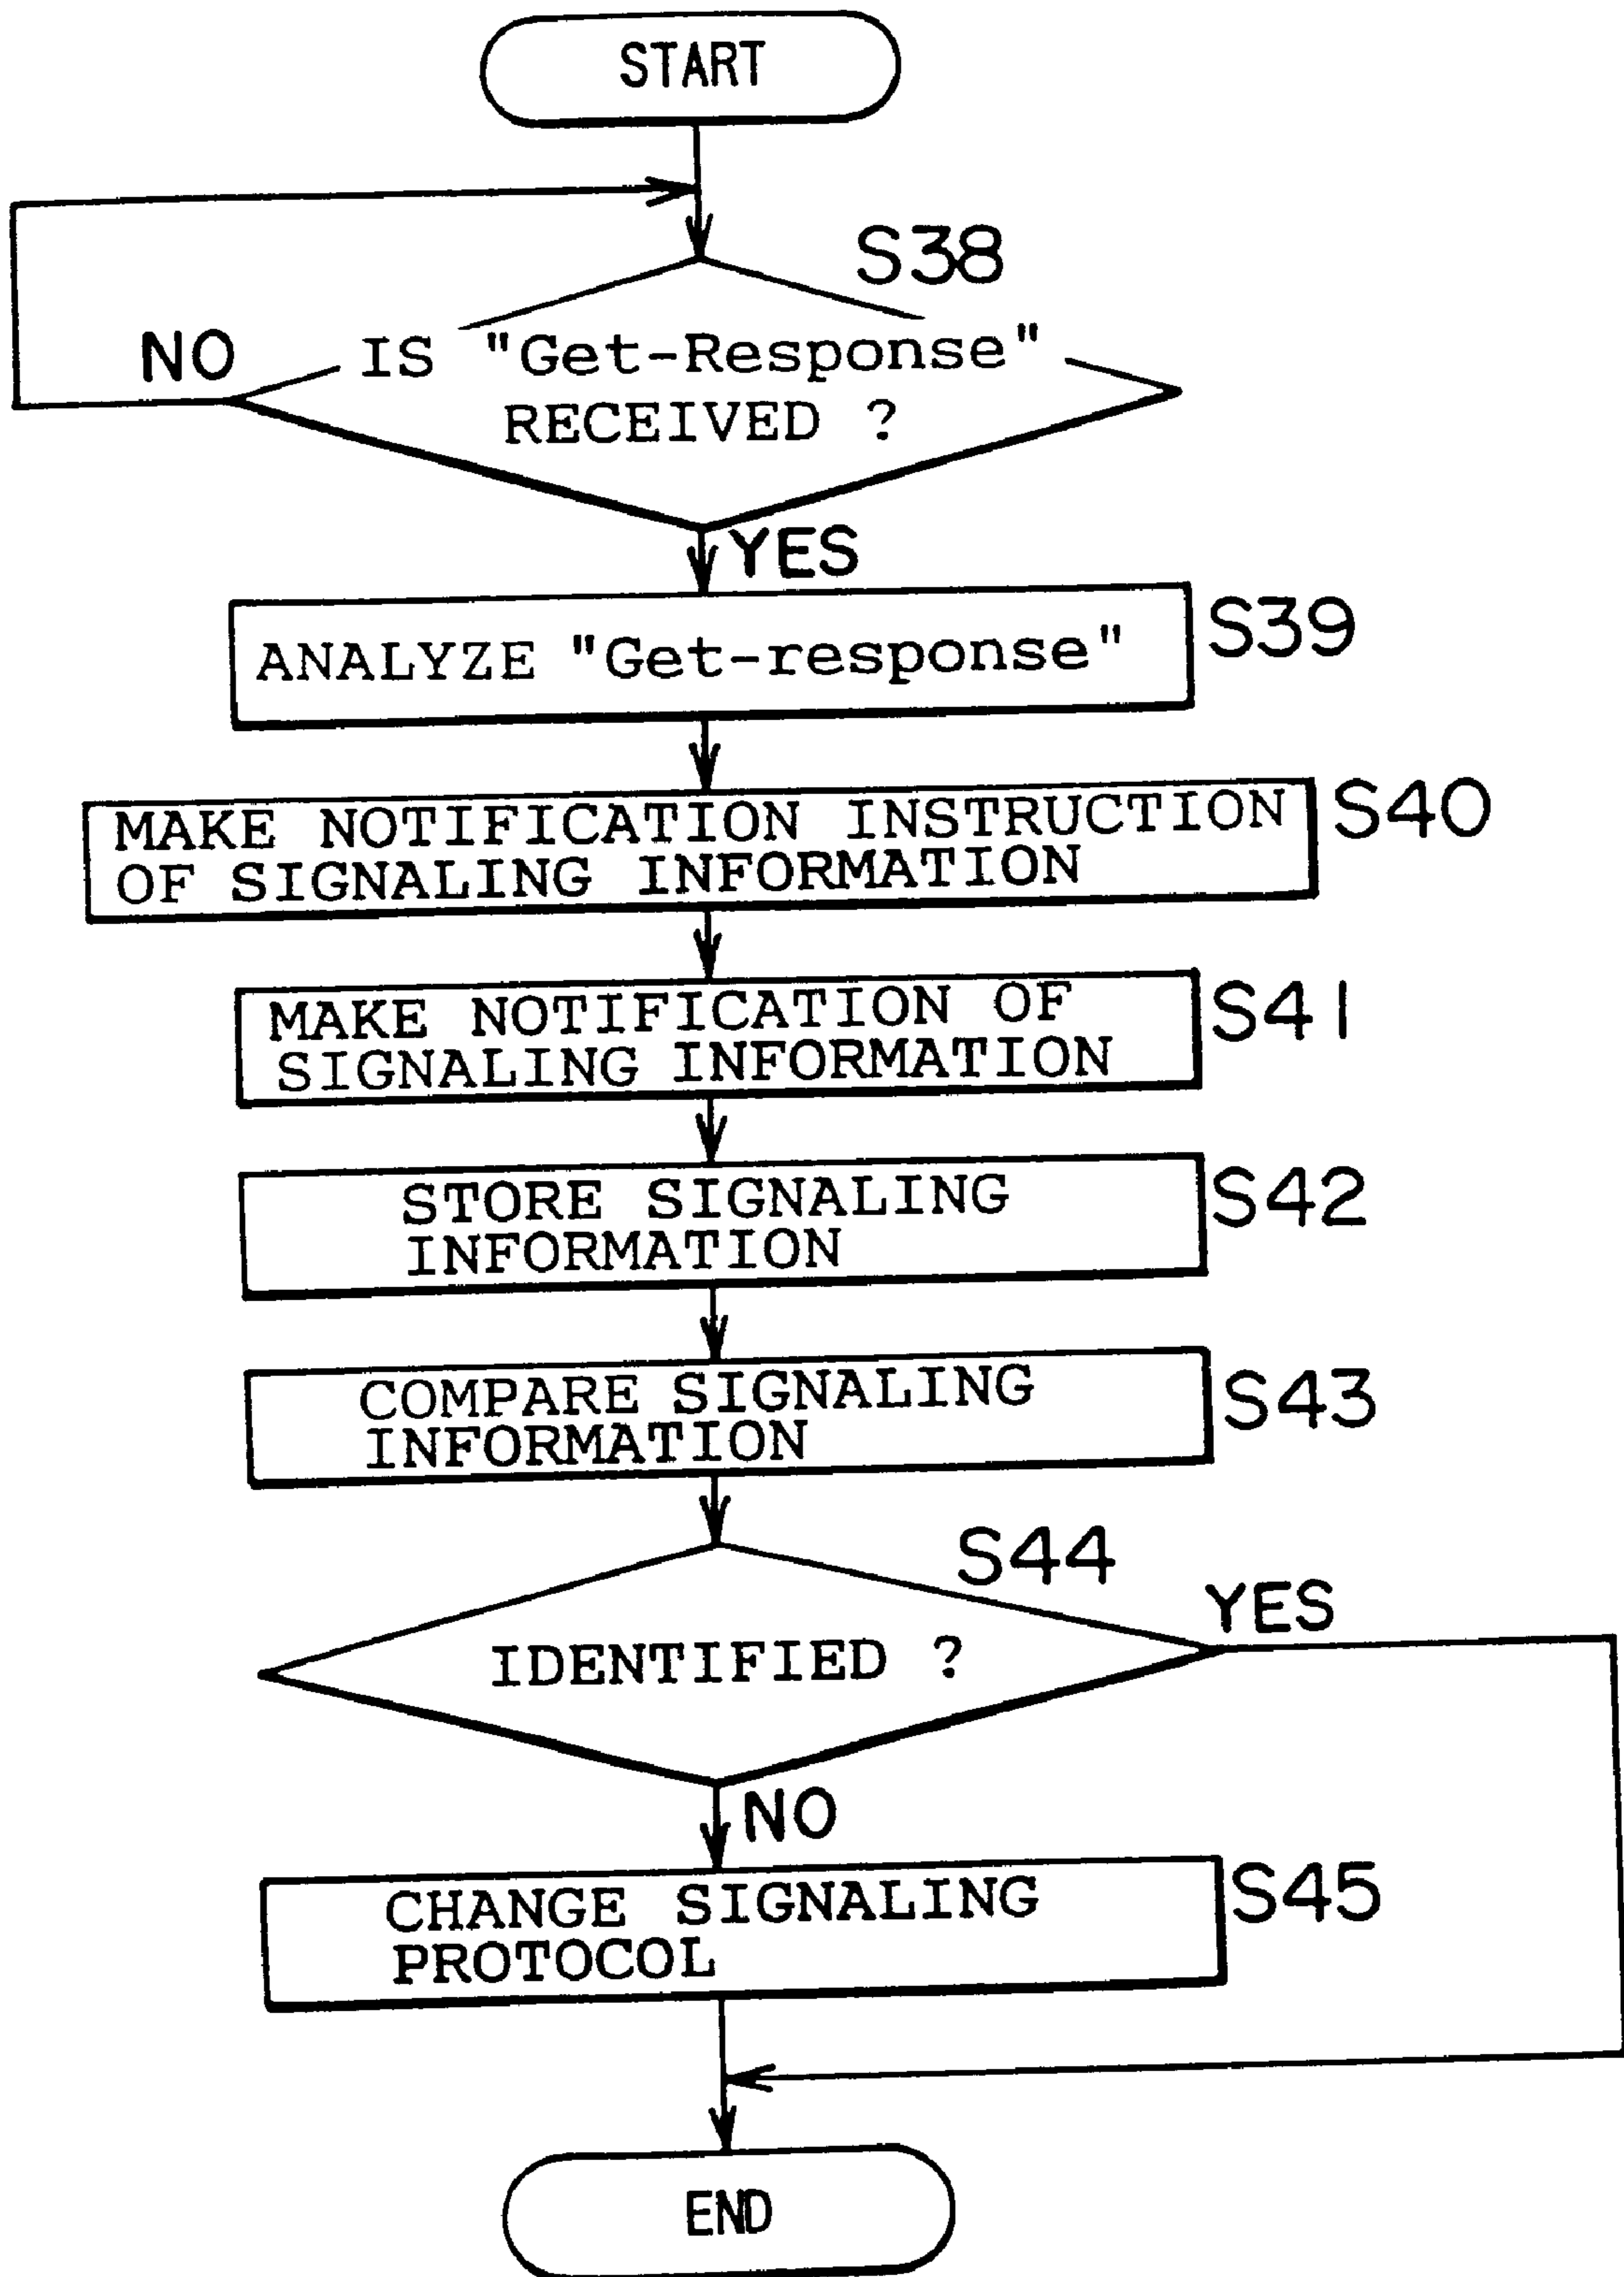 START
S38
NO
IS "Get-Response"
RECEIVED ?
YES
ANALYZE "Get-response"
S39
MAKE NOTIFICATION INSTRUCTION
OF SIGNALING INFORMATION
S40
MAKE NOTIFICATION OF
SIGNALING INFORMATION
S41
STORE SIGNALING
INFORMATION
S42
COMPARE SIGNALING
INFORMATION
S43
S44
YES
IDENTIFIED ?
NO
CHANGE SIGNALING
PROTOCOL
S45
END